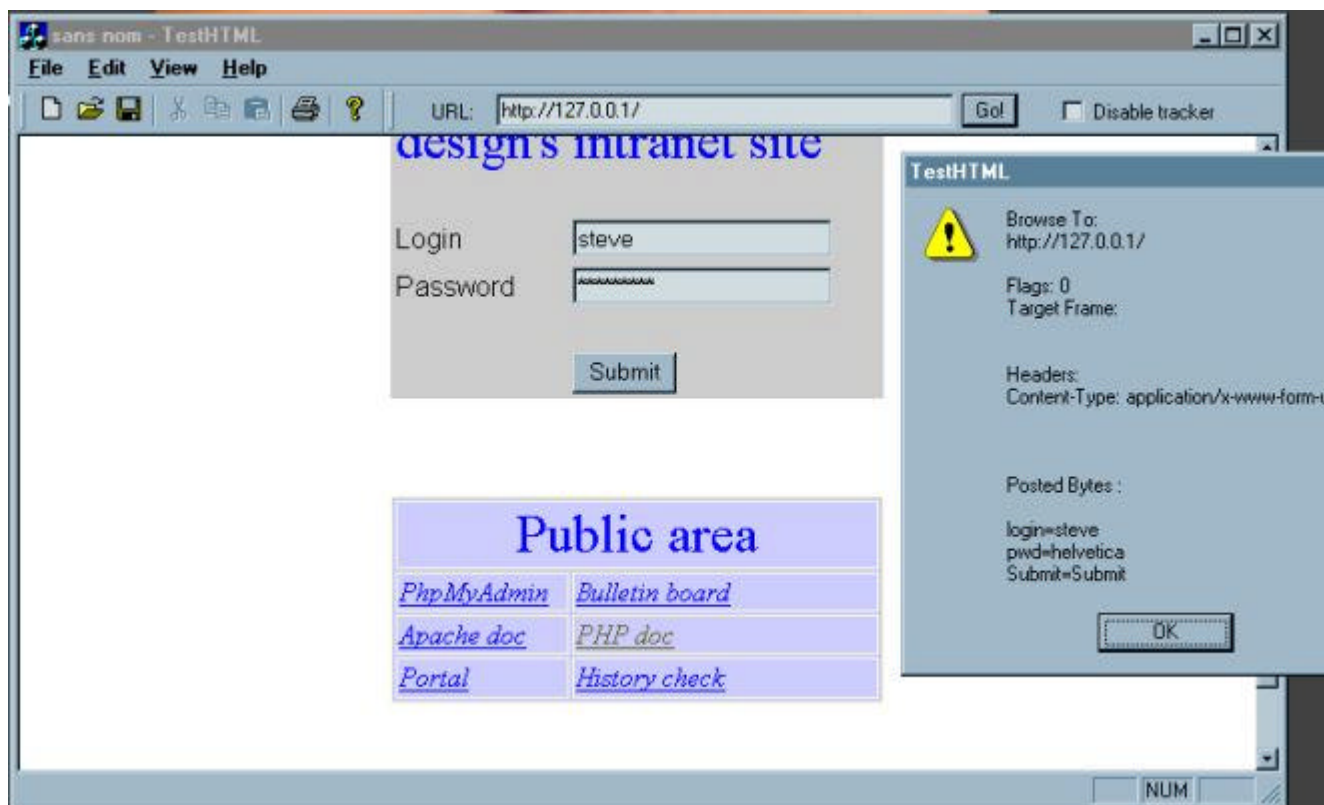 sans nom - TestHTML
File Edit View Help
URL: http://127.0.0.1/ Go! Disable tracker
design's intranet site
Login steve
Password *********
Submit
Public area
PhpMyAdmin Bulletin board
Apache doc PHP doc
Portal History check
TestHTML
Browse To:
http://127.0.0.1/
Flags: 0
Target Frame:
Headers:
Content-Type: application/x-www-form-u
Posted Bytes :
login=steve
pwd=helvetica
Submit=Submit
OK
NUM